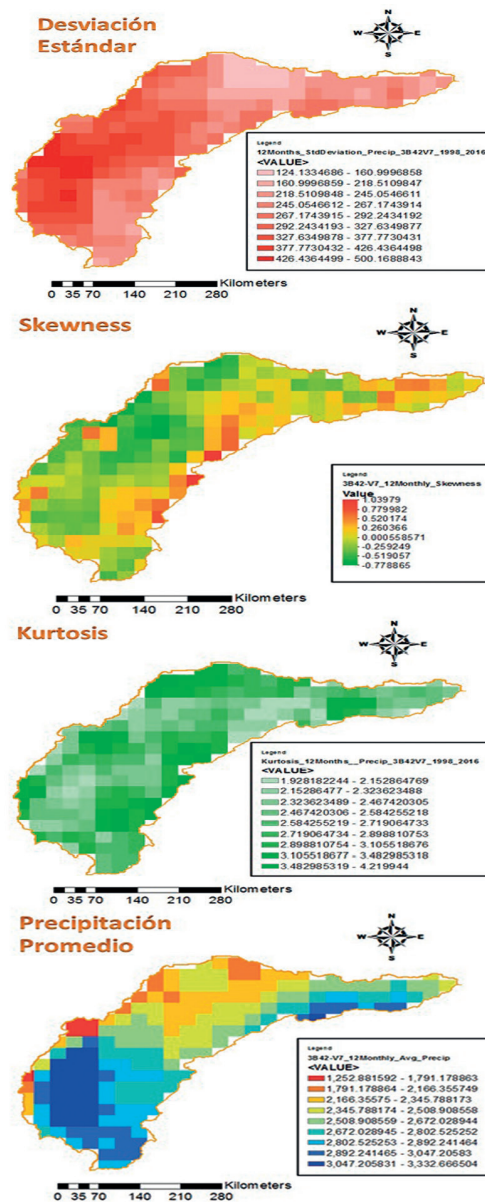 Desviación
Estándar
N
W E
S
Legend
12Months_StdDeviation_Precip_3B42V7_1998_2016
<VALUE>
124.1334686 - 160.9996858
160.9996859 - 218.5109847
218.5109848 - 245.0546611
245.0546612 - 267.1743914
267.1743915 - 292.2434192
292.2434193 - 327.6349877
327.6349878 - 377.7730431
377.7730432 - 426.4364498
426.4364499 - 500.1688843
Kilometers
0 35 70 140 210 280
Skewness
N
W E
S
Legend
3B42-V7_12Monthly_Skewness
Value
1.03979
0.779982
0.520174
0.260366
0.000558571
-0.259249
-0.519057
-0.778865
Kilometers
0 35 70 140 210 280
Kurtosis
N
W E
S
Legend
Kurtosis_12Months__Precip_3B42V7_1998_2016
<VALUE>
1.928182244 - 2.152864769
2.15286477 - 2.323623488
2.323623489 - 2.467420305
2.467420306 - 2.584255218
2.584255219 - 2.719064733
2.719064734 - 2.898810753
2.898810754 - 3.105518676
3.105518677 - 3.482985318
3.482985319 - 4.219944
Kilometers
0 35 70 140 210 280
Precipitación
Promedio
N
W E
S
Legend
3B42-V7_12Monthly_Avg_Precip
<VALUE>
1,252.881592 - 1,791.178863
1,791.178864 - 2,166.355749
2,166.35575 - 2,345.788173
2,345.788174 - 2,508.908558
2,508.908559 - 2,672.028944
2,672.028945 - 2,802.525252
2,802.525253 - 2,892.241464
2,892.241465 - 3,047.20583
3,047.205831 - 3,332.666504
Kilometers
0 35 70 140 210 280